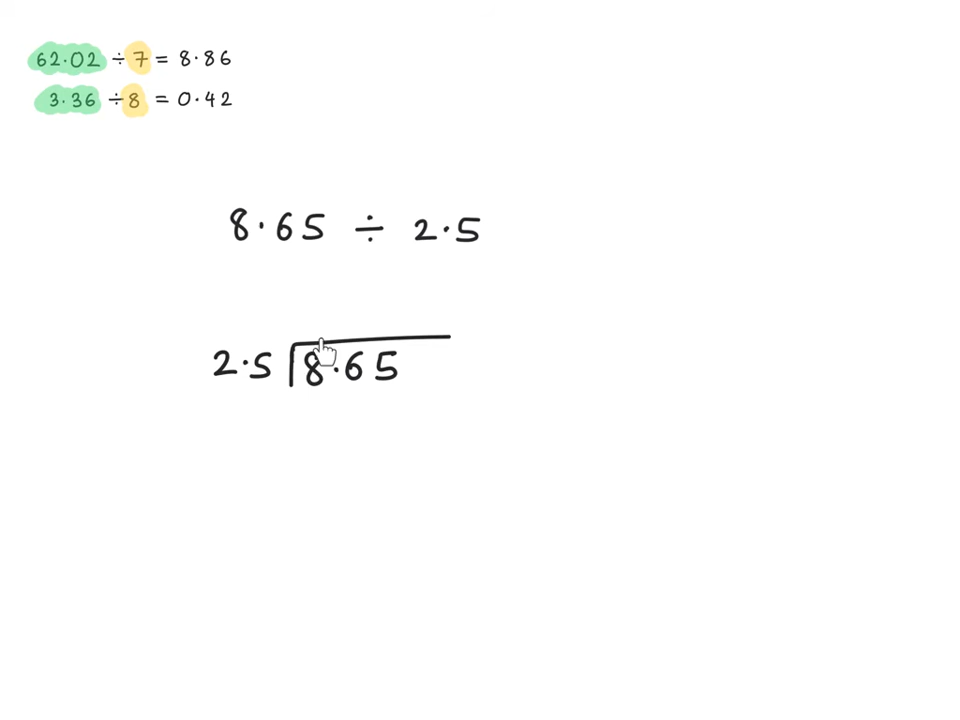 62·02 ÷ 7 = 8·86
3·36 ÷ 8 = 0·42
8·65 ÷ 2·5
2·5 8·65